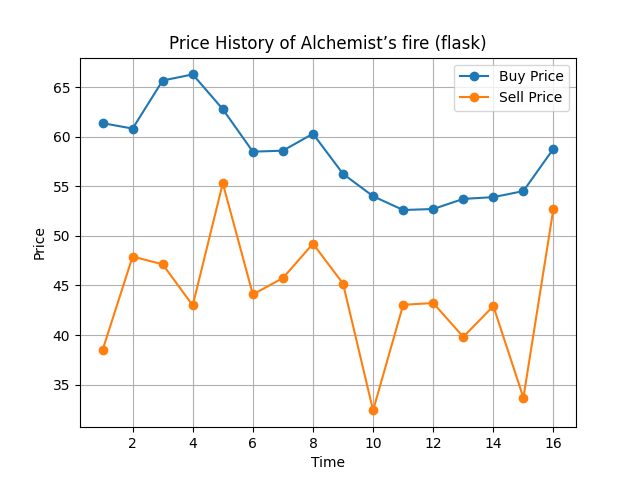 Price History of Alchemist’s fire (flask)
Buy Price
Sell Price
Price
65
60
55
50
45
40
35
2 4 6 8 10 12 14 16
Time